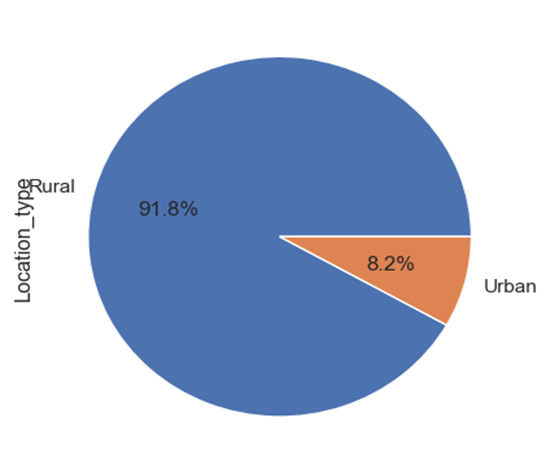 Location_type
Rural
91.8%
8.2%
Urban